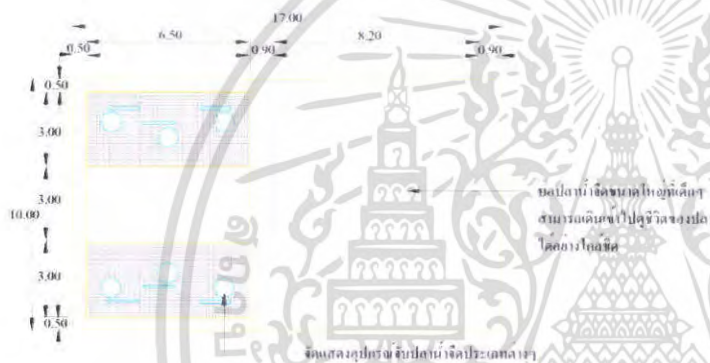 17.00
0.50 6.50 0.90 8.20 0.90
0.50
3.00
3.00
10.00
3.00
0.50
บ่อปลาน้ำจืดขนาดใหญ่ที่เด็กๆ
สามารถเดินเข้าไปดูชีวิตของปลา
ได้อย่างใกล้ชิด
จัดแสดงอุปกรณ์จับปลาน้ำจืดประเภทต่างๆ